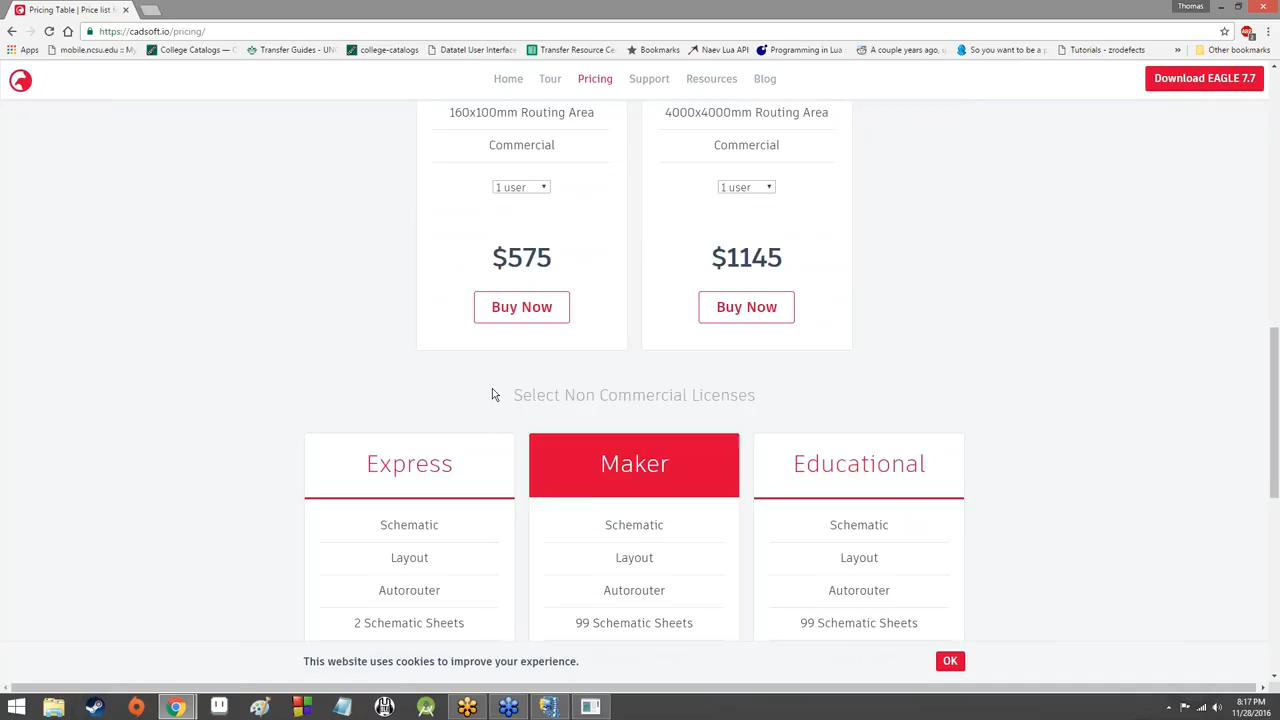 Pricing Table | Price list f
Thomas
https://cadsoft.io/pricing/
Apps
mobile.ncsu.edu :: My
College Catalogs
Transfer Guides - UNC
college-catalogs
Datatel User Interface
Transfer Resource Ce
Bookmarks
Naev Lua API
Programming in Lua
A couple years ago, u
So you want to be a p
Tutorials - zrodefects
»
Other bookmarks
Home
Tour
Pricing
Support
Resources
Blog
Download EAGLE 7.7
160x100mm Routing Area
4000x4000mm Routing Area
Commercial
Commercial
1 user
1 user
$575
$1145
Buy Now
Buy Now
Select Non Commercial Licenses
Express
Maker
Educational
Schematic
Schematic
Schematic
Layout
Layout
Layout
Autorouter
Autorouter
Autorouter
2 Schematic Sheets
99 Schematic Sheets
99 Schematic Sheets
This website uses cookies to improve your experience.
OK
8:17 PM
11/28/2016